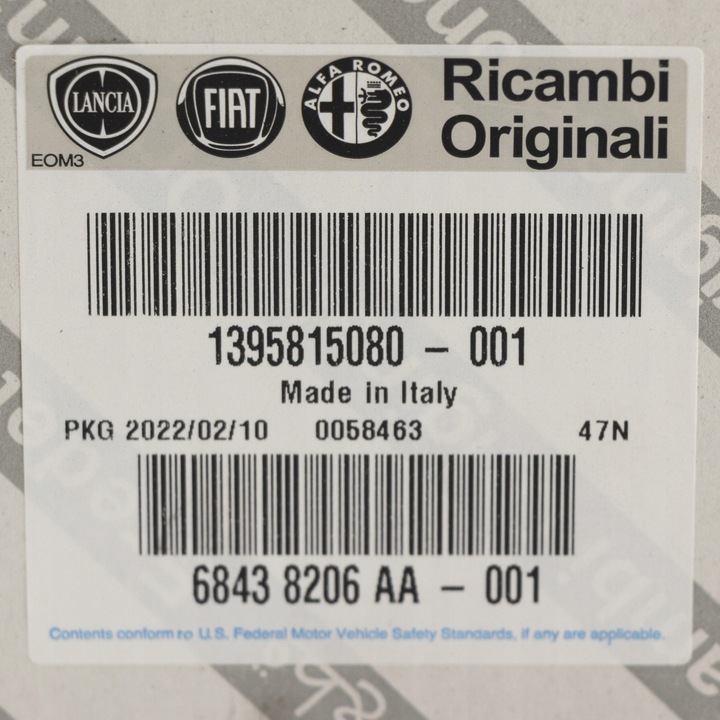 LANCIA
FIAT
ALFA ROMEO
Ricambi
Originali
EOM3
1395815080 - 001
Made in Italy
PKG 2022/02/10 0058463 47N
6843 8206 AA - 001
Contents conform to U.S. Federal Motor Vehicle Safety Standards, if any are applicable.